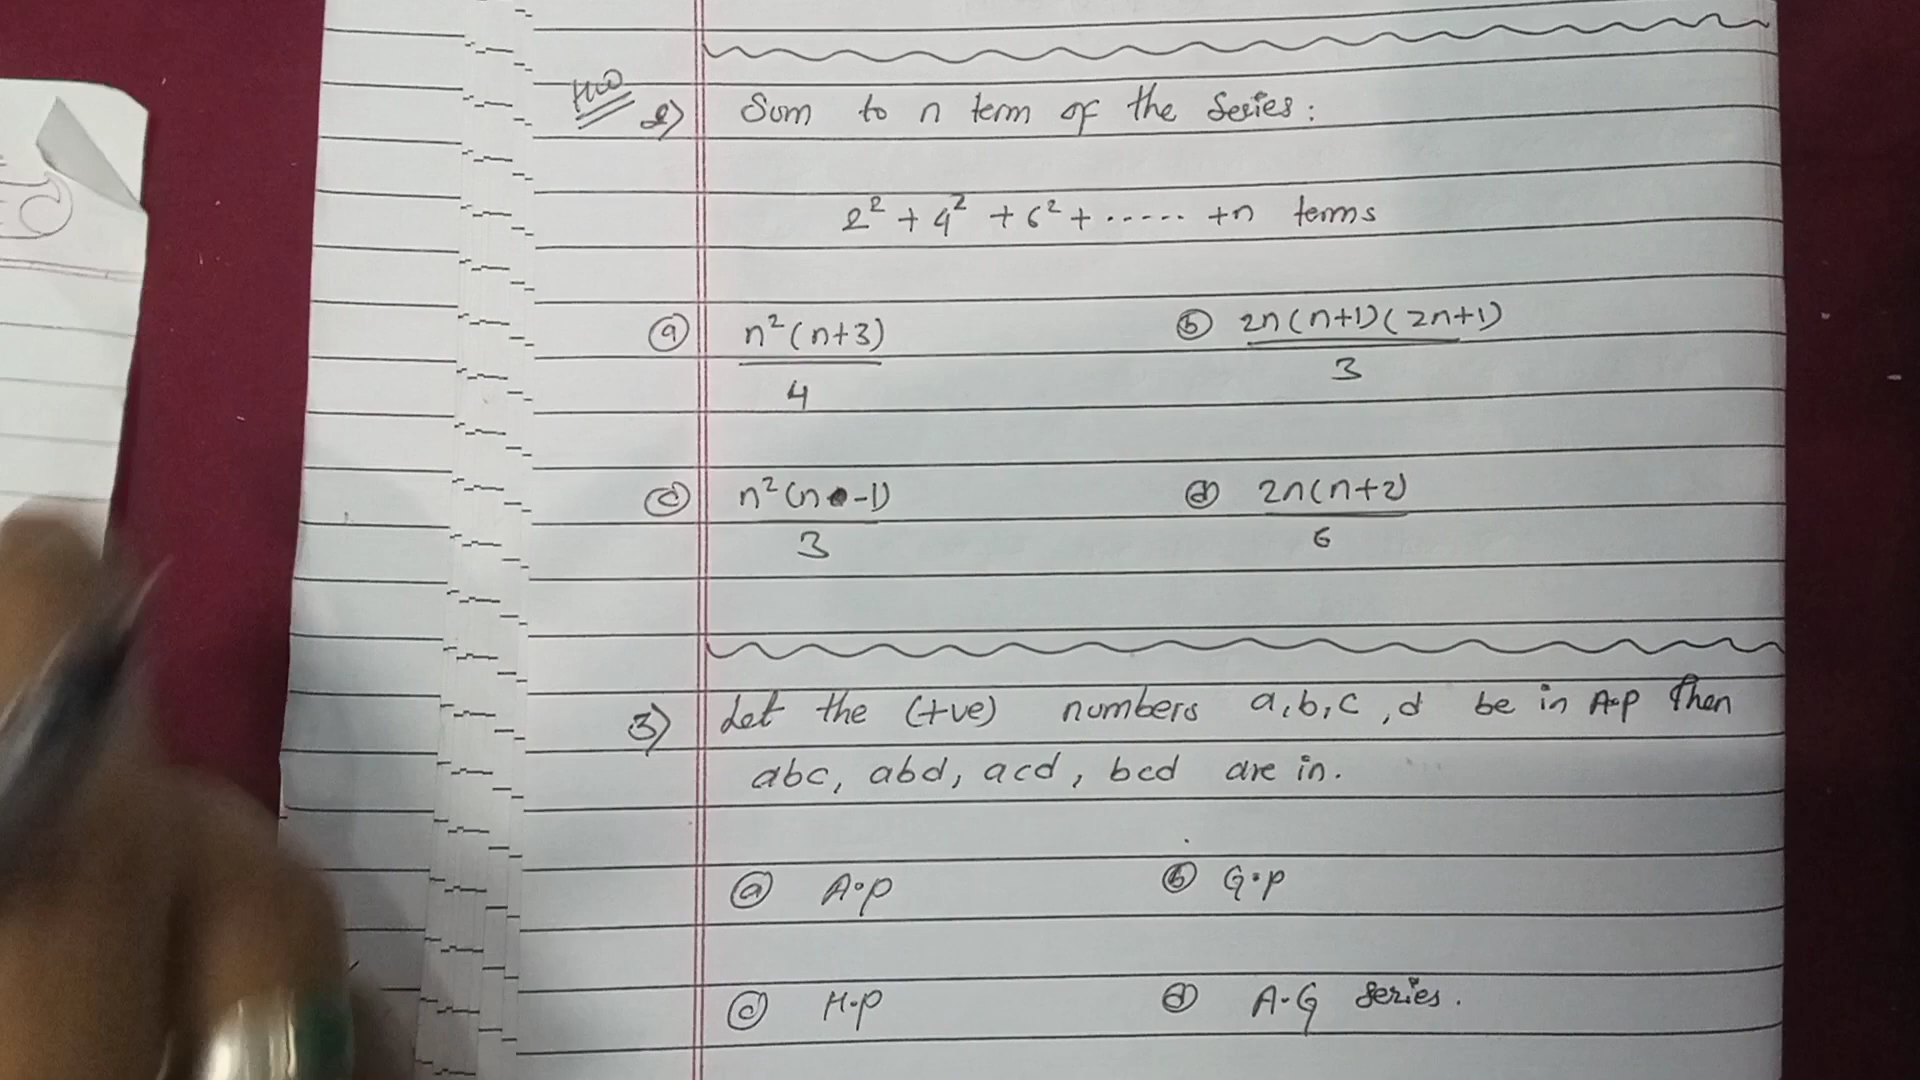 HW
2) Sum to n term of the Series:
2² + 4² + 6² + ..... +n terms
(a) n²(n+3)/4 (b) 2n(n+1)(2n+1)/3
(c) n²(n-1)/3 (d) 2n(n+2)/6
3) Let the (+ve) numbers a,b,c,d be in A.P then
abc, abd, acd, bcd are in.
(a) A.P (b) G.P
(c) H.P (d) A-G Series.